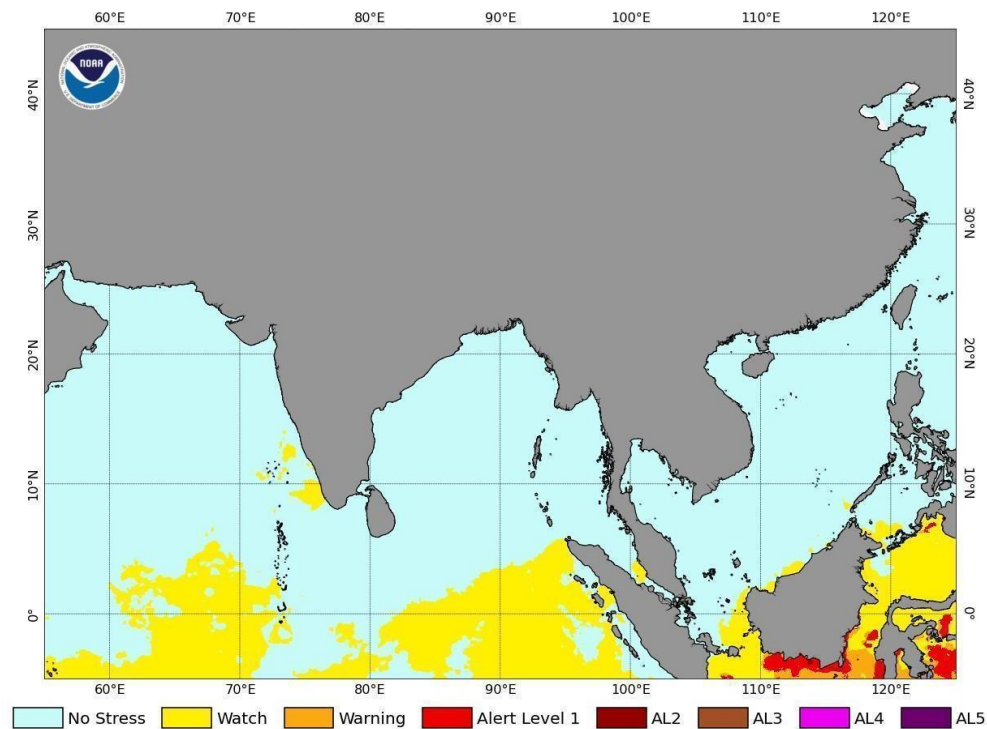 60°E 70°E 80°E 90°E 100°E 110°E 120°E
NOAA
40°N 40°N
30°N 30°N
20°N 20°N
10°N 10°N
0° 0°
60°E 70°E 80°E 90°E 100°E 110°E 120°E
No Stress Watch Warning Alert Level 1 AL2 AL3 AL4 AL5